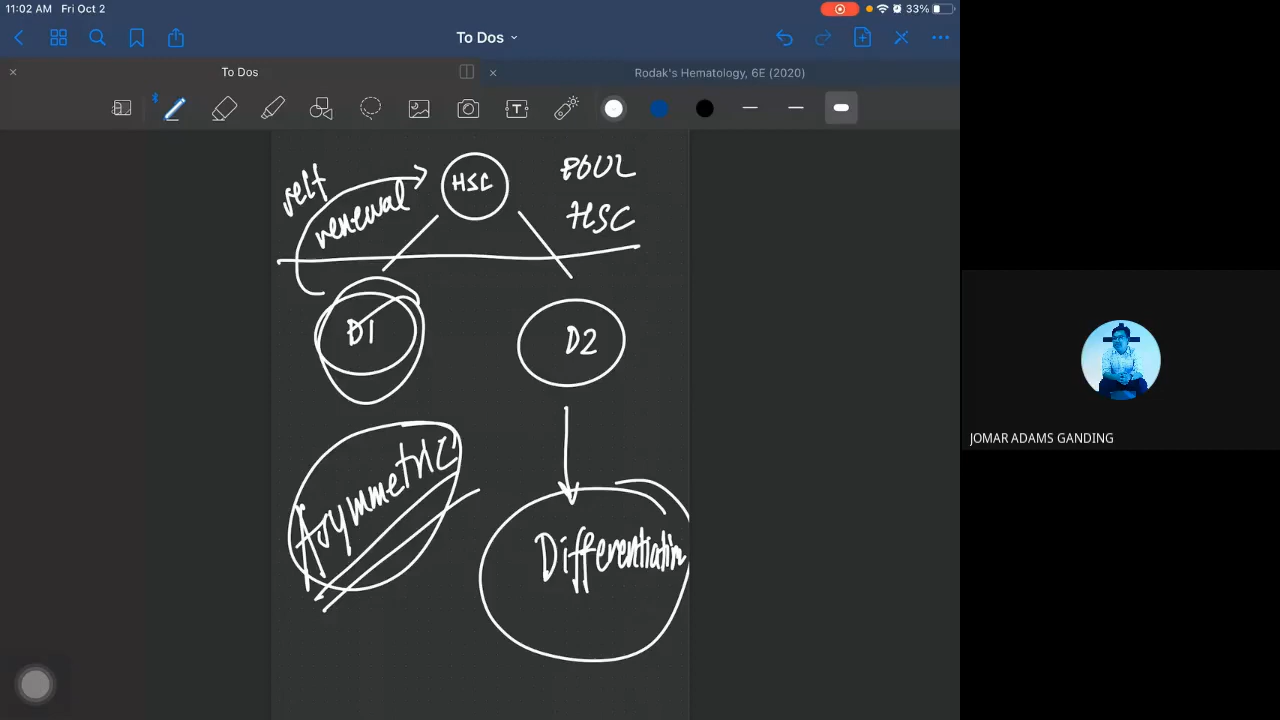 11:02 AM Fri Oct 2
33%
To Dos
To Dos
Rodak's Hematology, 6E (2020)
T
self
renewal
HSC
POOL
HSC
D1
D2
Asymmetric
Differentiation
JOMAR ADAMS GANDING